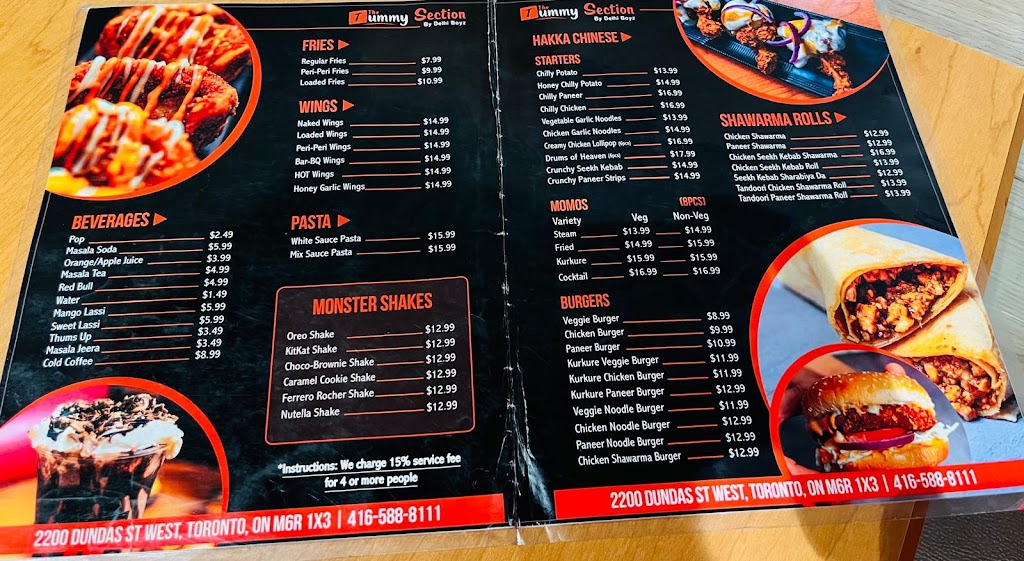 The Tummy Section
By Delhi Boyz
FRIES
Regular Fries $7.99
Peri-Peri Fries $9.99
Loaded Fries $10.99
WINGS
Naked Wings $14.99
Loaded Wings $14.99
Peri-Peri Wings $14.99
Bar-BQ Wings $14.99
HOT Wings $14.99
Honey Garlic Wings $14.99
BEVERAGES
Pop $2.49
Masala Soda $5.99
Orange/Apple Juice $3.99
Masala Tea $4.99
Red Bull $4.99
Water $1.49
Mango Lassi $5.99
Sweet Lassi $5.99
Thums Up $3.49
Masala Jeera $3.49
Cold Coffee $8.99
PASTA
White Sauce Pasta $15.99
Mix Sauce Pasta $15.99
MONSTER SHAKES
Oreo Shake $12.99
KitKat Shake $12.99
Choco-Brownie Shake $12.99
Caramel Cookie Shake $12.99
Ferrero Rocher Shake $12.99
Nutella Shake $12.99
*Instructions: We charge 15% service fee
for 4 or more people
2200 DUNDAS ST WEST, TORONTO, ON M6R 1X3 | 416-588-8111
The Tummy Section
By Delhi Boyz
HAKKA CHINESE
STARTERS
Chilly Potato $13.99
Honey Chilly Potato $14.99
Chilly Paneer $16.99
Chilly Chicken $16.99
Vegetable Garlic Noodles $13.99
Chicken Garlic Noodles $14.99
Creamy Chicken Lollipop (6pcs) $16.99
Drums of Heaven (6pcs) $17.99
Crunchy Seekh Kebab $14.99
Crunchy Paneer Strips $14.99
MOMOS (8PCS)
Variety Veg Non-Veg
Steam $13.99 $14.99
Fried $14.99 $15.99
Kurkure $15.99 $15.99
Cocktail $16.99 $16.99
BURGERS
Veggie Burger $8.99
Chicken Burger $9.99
Paneer Burger $10.99
Kurkure Veggie Burger $11.99
Kurkure Chicken Burger $11.99
Kurkure Paneer Burger $12.99
Veggie Noodle Burger $11.99
Chicken Noodle Burger $12.99
Paneer Noodle Burger $12.99
Chicken Shawarma Burger $12.99
SHAWARMA ROLLS
Chicken Shawarma $12.99
Paneer Shawarma $12.99
Chicken Seekh Kebab Shawarma $16.99
Chicken Seekh Kebab Roll $13.99
Seekh Kebab Sharabiya Da $12.99
Tandoori Chicken Shawarma Roll $13.99
Tandoori Paneer Shawarma Roll $13.99
2200 DUNDAS ST WEST, TORONTO, ON M6R 1X3 | 416-588-8111